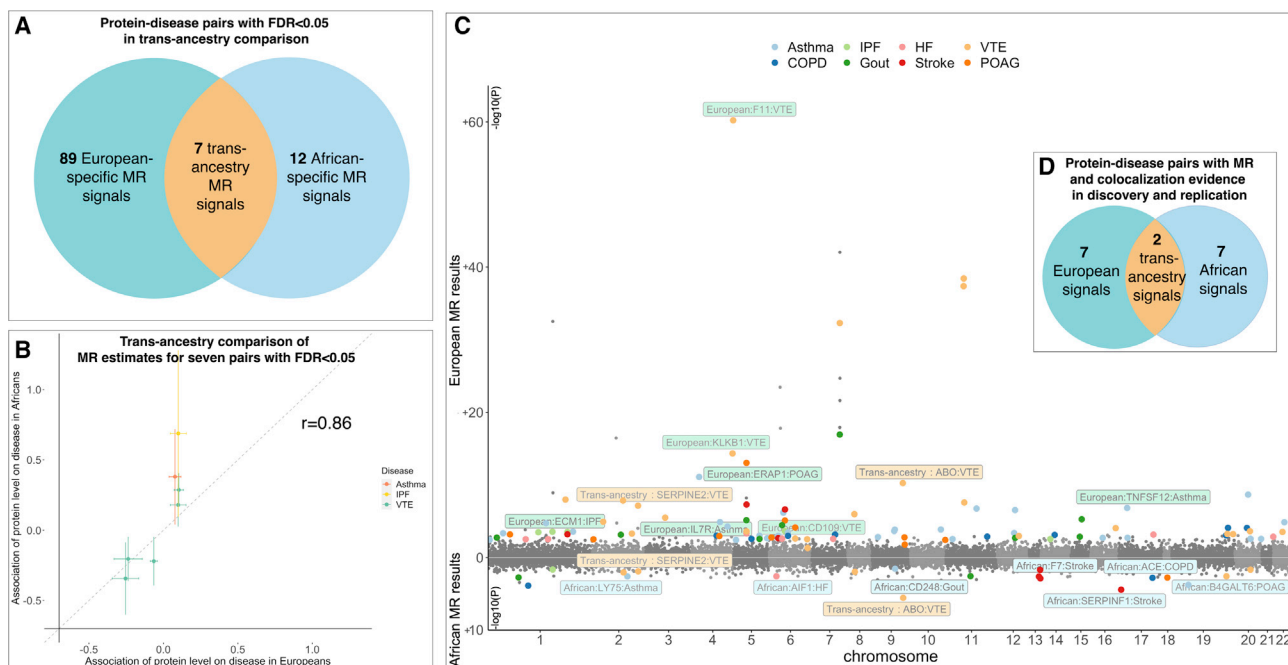 A
Protein-disease pairs with FDR<0.05
in trans-ancestry comparison
89 European-
specific MR
signals
7 trans-
ancestry
MR
signals
12 African-
specific MR
signals
B
Trans-ancestry comparison of
MR estimates for seven pairs with FDR<0.05
Association of protein level on disease in Africans
1.0
0.5
0.0
-0.5
r=0.86
Disease
Asthma
IPF
VTE
-0.5
0.0
0.5
1.0
Association of protein level on disease in Europeans
C
Asthma
IPF
HF
VTE
COPD
Gout
Stroke
POAG
-log10(P)
European MR results
+60
+40
+20
0
+10
African MR results
-log10(P)
European:F11:VTE
European:KLKB1:VTE
European:ERAP1:POAG
Trans-ancestry : ABO:VTE
Trans-ancestry : SERPINE2:VTE
European:TNFSF12:Asthma
European:ECM1:IPF
European:IL7R:Asthma
European:CD109:VTE
Trans-ancestry : SERPINE2:VTE
African:F7:Stroke
African:ACE:COPD
African:LY75:Asthma
African:AIF1:HF
African:CD248:Gout
African:B4GALT6:POAG
African:SERPINF1:Stroke
Trans-ancestry : ABO:VTE
1 2 3 4 5 6 7 8 9 10 11 12 13 14 15 16 17 18 19 20 21 22
chromosome
D
Protein-disease pairs with MR
and colocalization evidence
in discovery and replication
7
European
signals
2
trans-
ancestry
signals
7
African
signals